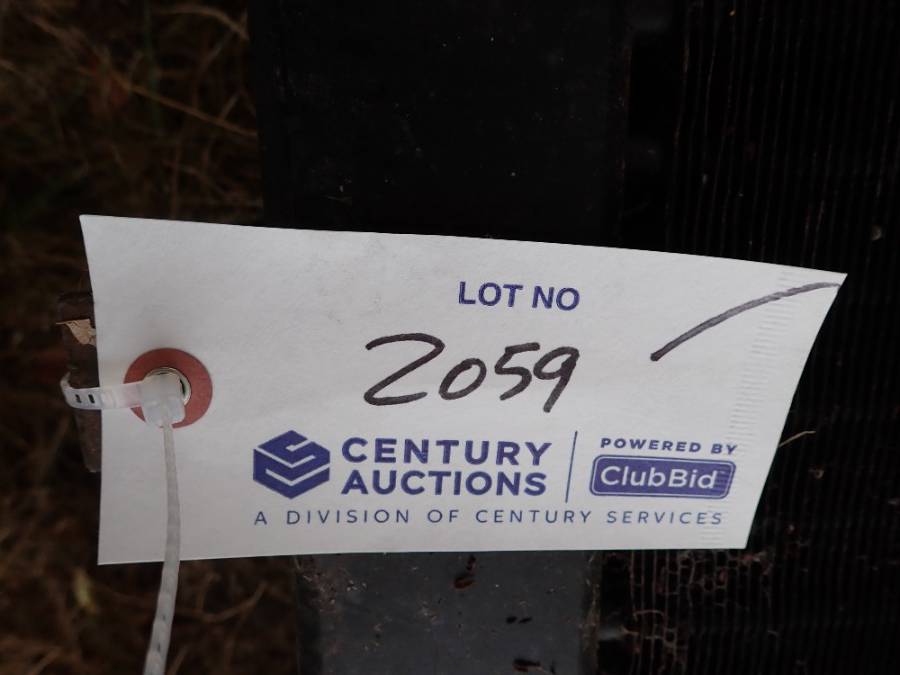 LOT NO
2059
CENTURY
AUCTIONS
POWERED BY
ClubBid
A DIVISION OF CENTURY SERVICES